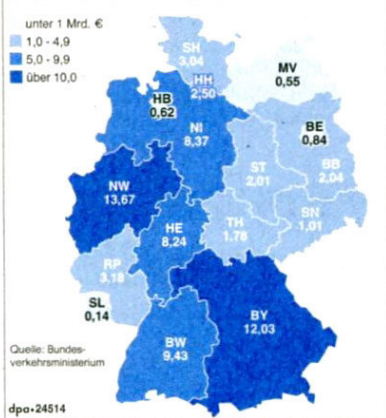 unter 1 Mrd. €
1,0 - 4,9
5,0 - 9,9
über 10,0
SH
3,04
HH
2,50
MV
0,55
HB
0,62
NI
8,37
BE
0,84
BB
2,04
ST
2,01
NW
13,67
HE
8,24
TH
1,78
SN
1,01
RP
3,18
SL
0,14
BY
12,03
BW
9,43
Quelle: Bundes-
verkehrsministerium
dpa•24514